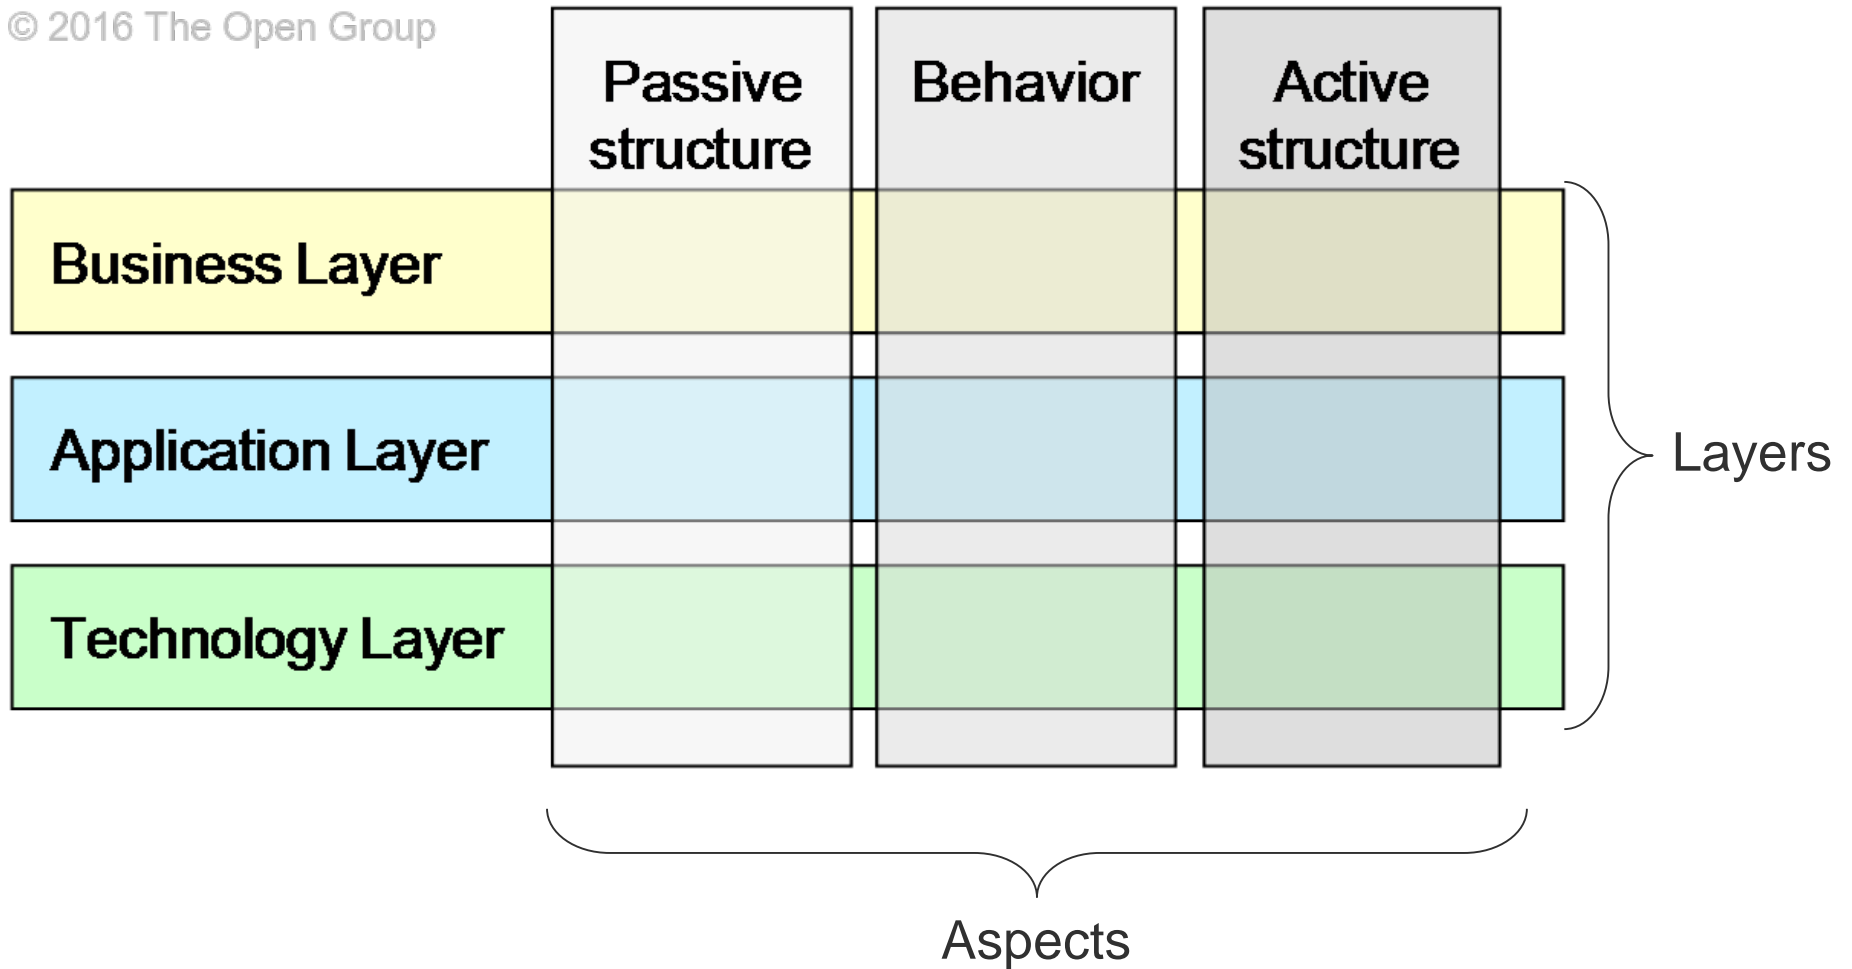 © 2016 The Open Group
Passive
structure
Behavior
Active
structure
Business Layer
Application Layer
Technology Layer
Layers
Aspects